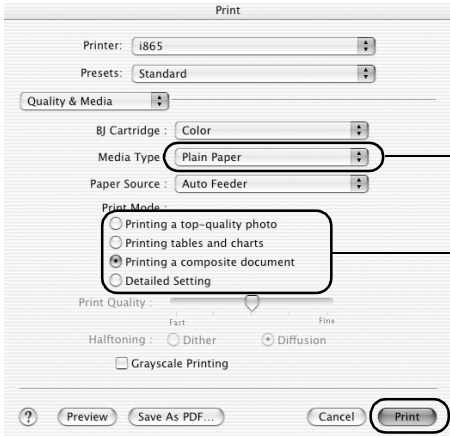 Print
Printer: i865
Presets: Standard
Quality & Media
BJ Cartridge : Color
Media Type Plain Paper
Paper Source : Auto Feeder
Print Mode :
Printing a top-quality photo
Printing tables and charts
Printing a composite document
Detailed Setting
Print Quality :
Fast Fine
Halftoning : Dither Diffusion
Grayscale Printing
? Preview Save As PDF... Cancel Print